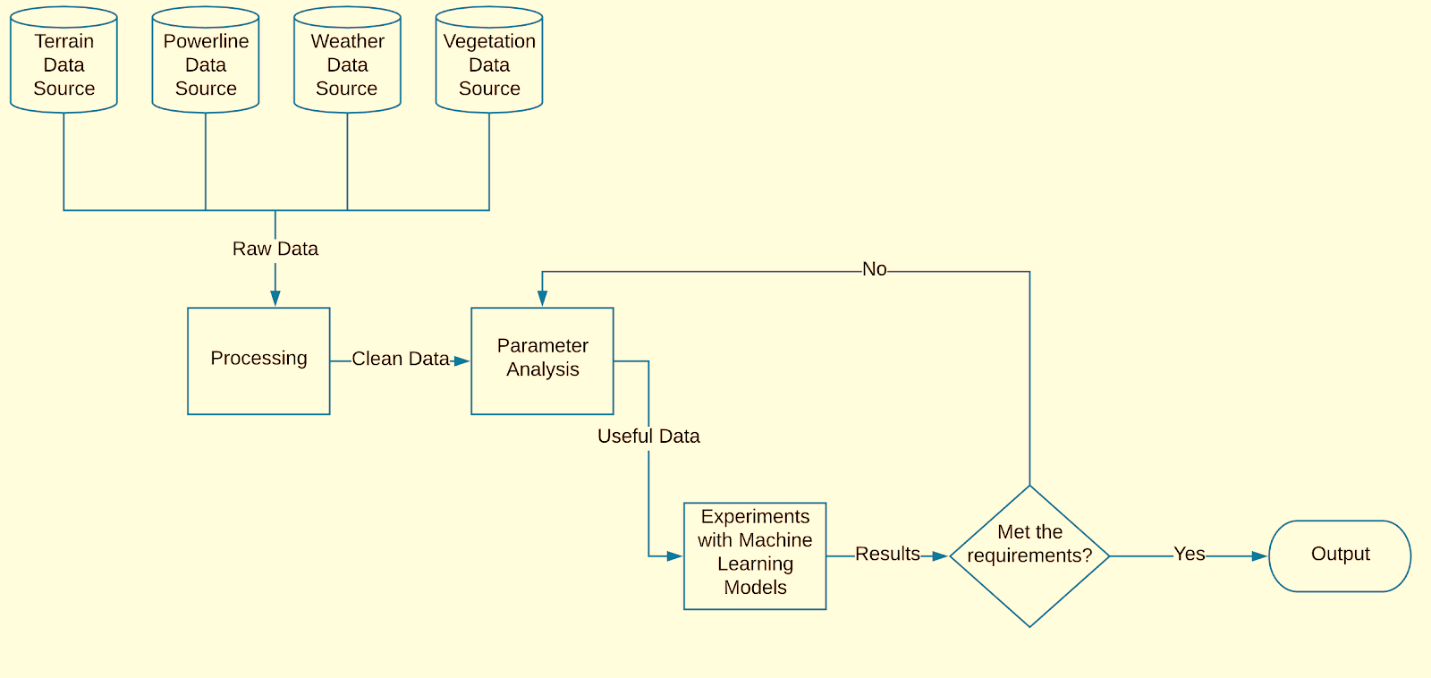 Terrain
Data
Source
Powerline
Data
Source
Weather
Data
Source
Vegetation
Data
Source
Raw Data
No
Processing
Clean Data
Parameter
Analysis
Useful Data
Experiments
with Machine
Learning
Models
Results
Met the
requirements?
Yes
Output